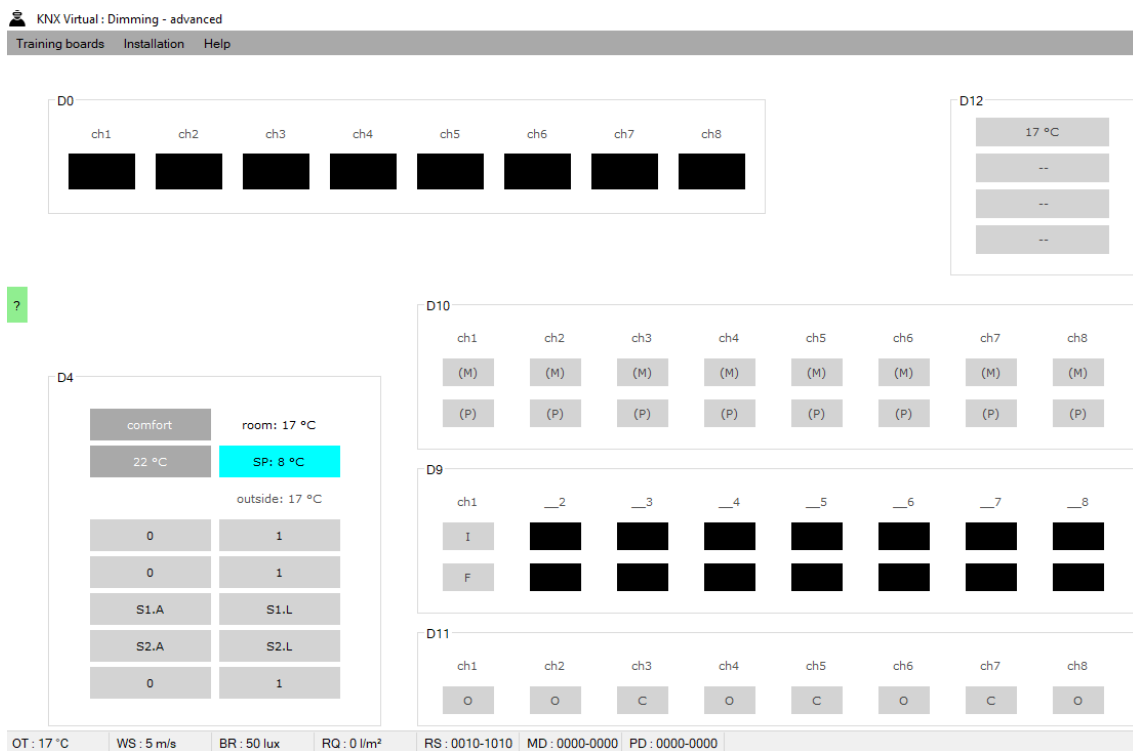 KNX Virtual : Dimming - advanced
Training boards Installation Help
D0
ch1 ch2 ch3 ch4 ch5 ch6 ch7 ch8
D12
17 °C
--
--
--
?
D10
ch1 ch2 ch3 ch4 ch5 ch6 ch7 ch8
(M) (M) (M) (M) (M) (M) (M) (M)
(P) (P) (P) (P) (P) (P) (P) (P)
D4
comfort room: 17 °C
22 °C SP: 8 °C
outside: 17 °C
0 1
0 1
S1.A S1.L
S2.A S2.L
0 1
D9
ch1 __2 __3 __4 __5 __6 __7 __8
I
F
D11
ch1 ch2 ch3 ch4 ch5 ch6 ch7 ch8
O O C O C O C O
OT : 17 °C WS : 5 m/s BR : 50 lux RQ : 0 l/m² RS : 0010-1010 MD : 0000-0000 PD : 0000-0000